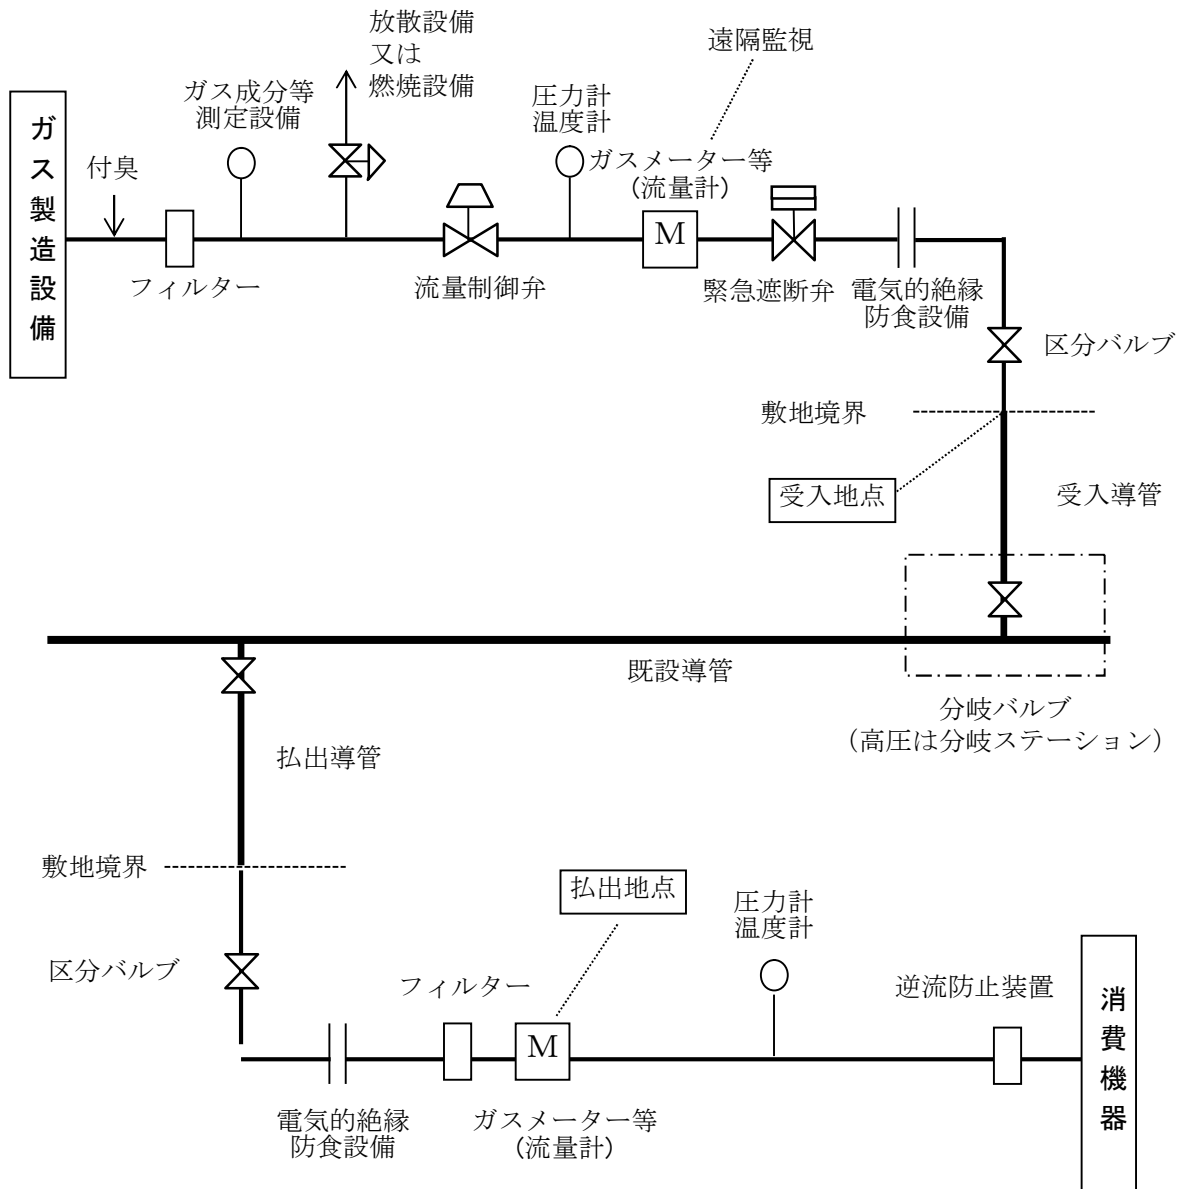 放散設備
又は
燃焼設備
遠隔監視
ガス成分等
測定設備
圧力計
温度計
ガス製造設備
付臭
ガスメーター等
(流量計)
M
フィルター
流量制御弁
緊急遮断弁
電気的絶縁
防食設備
区分バルブ
敷地境界
受入地点
受入導管
既設導管
分岐バルブ
（高圧は分岐ステーション）
払出導管
敷地境界
払出地点
圧力計
温度計
区分バルブ
フィルター
逆流防止装置
消費機器
M
電気的絶縁
防食設備
ガスメーター等
(流量計)